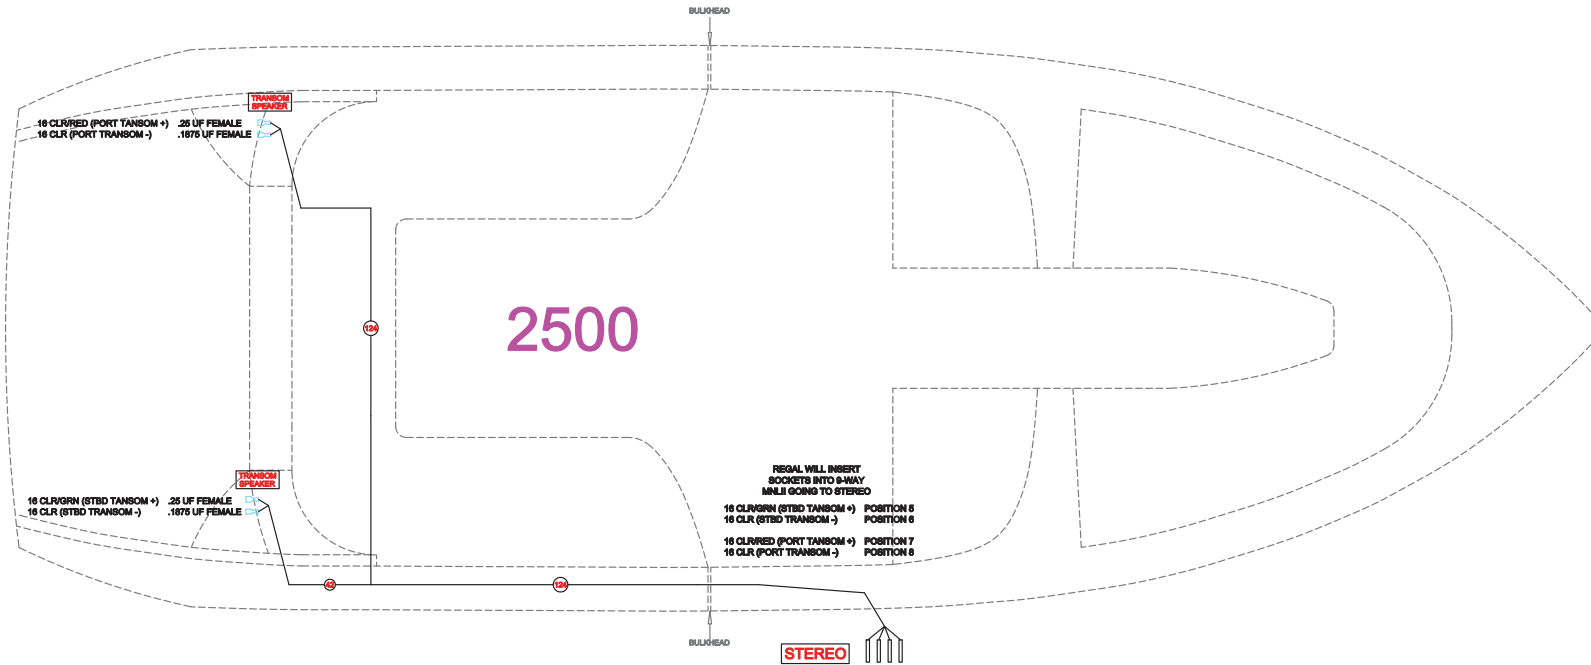 BULKHEAD
TRANSOM
SPEAKER
16 CLR/RED (PORT TANSOM +) .25 UF FEMALE
16 CLR (PORT TRANSOM -) .1875 UF FEMALE
124
2500
TRANSOM
SPEAKER
16 CLR/GRN (STBD TANSOM +) .25 UF FEMALE
16 CLR (STBD TRANSOM -) .1875 UF FEMALE
REGAL WILL INSERT
SOCKETS INTO 9-WAY
MNLII GOING TO STEREO
16 CLR/GRN (STBD TANSOM +) POSITION 5
16 CLR (STBD TRANSOM -) POSITION 6
16 CLR/RED (PORT TANSOM +) POSITION 7
16 CLR (PORT TRANSOM -) POSITION 8
42
124
BULKHEAD
STEREO